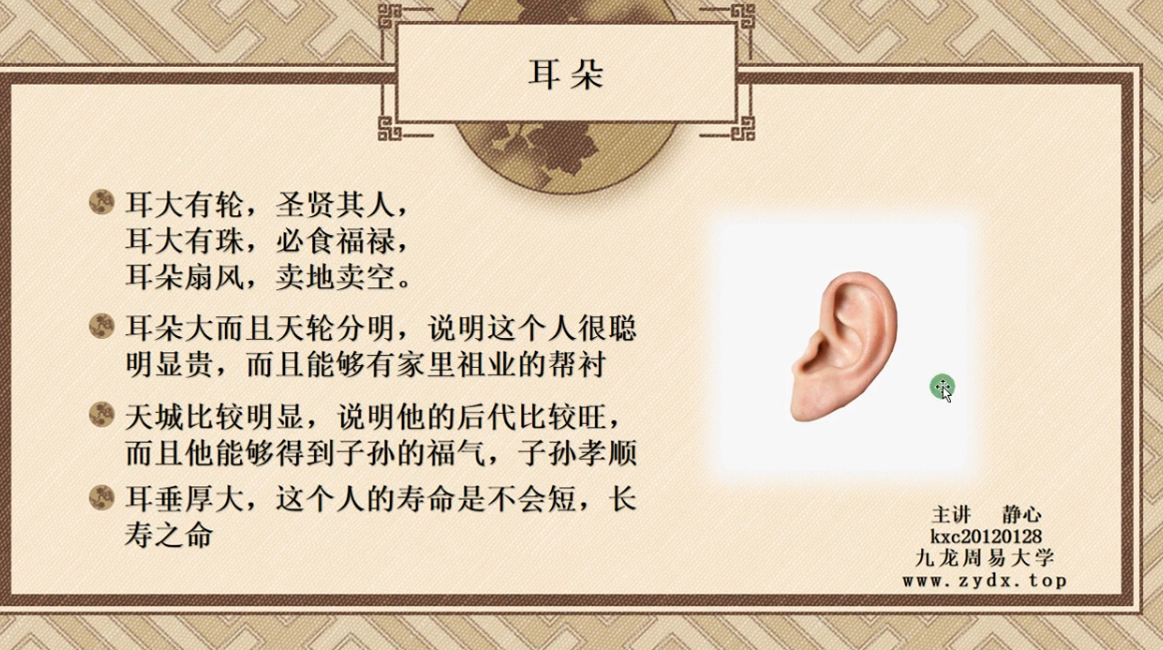 耳朵
耳大有轮，圣贤其人，
耳大有珠，必食福禄，
耳朵扇风，卖地卖空。
耳朵大而且天轮分明，说明这个人很聪
明显贵，而且能够有家里祖业的帮衬
天城比较明显，说明他的后代比较旺，
而且他能够得到子孙的福气，子孙孝顺
耳垂厚大，这个人的寿命是不会短，长
寿之命
主讲 静心
kxc20120128
九龙周易大学
www.zydx.top